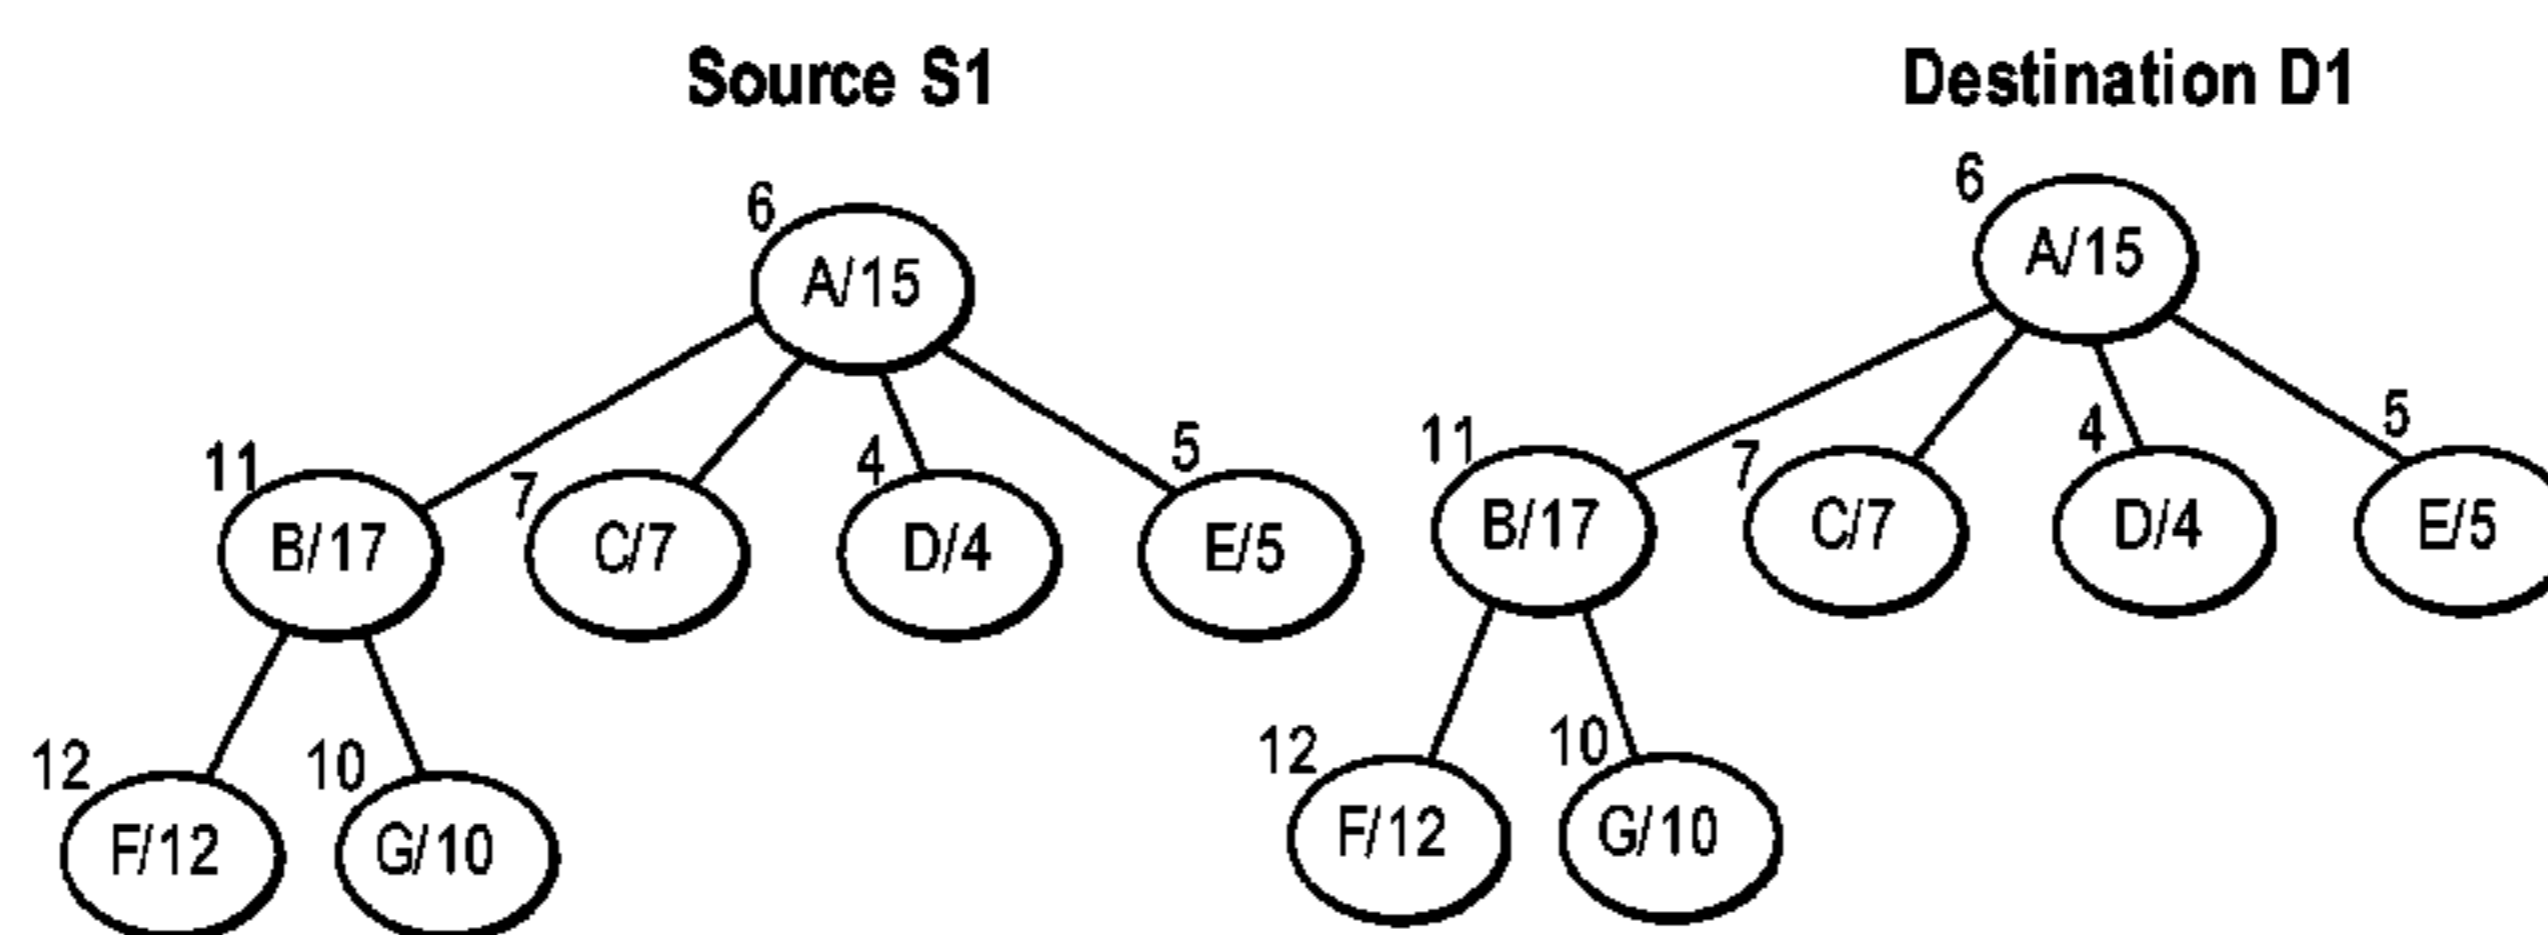 Source S1
Destination D1
6
A/15
6
A/15
11
B/17
7
C/7
4
D/4
5
E/5
11
B/17
7
C/7
4
D/4
5
E/5
12
F/12
10
G/10
12
F/12
10
G/10